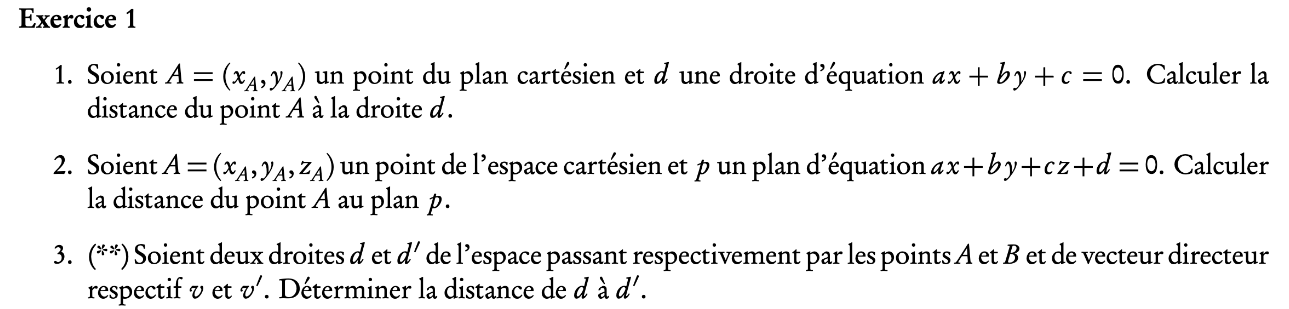 Exercice 1
1. Soient A = (x_A, y_A) un point du plan cartésien et d une droite d'équation ax + by + c = 0. Calculer la
distance du point A à la droite d.
2. Soient A = (x_A, y_A, z_A) un point de l'espace cartésien et p un plan d'équation ax+by+cz+d = 0. Calculer
la distance du point A au plan p.
3. (**) Soient deux droites d et d′ de l'espace passant respectivement par les points A et B et de vecteur directeur
respectif v et v′. Déterminer la distance de d à d′.